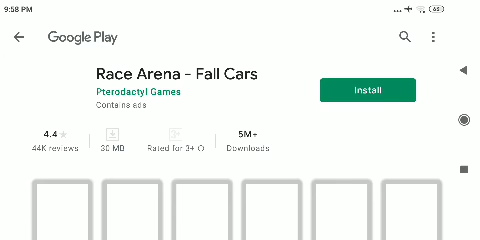 9:58 PM
63
Google Play
Race Arena - Fall Cars
Pterodactyl Games
Contains ads
Install
4.4
44K reviews
30 MB
Rated for 3+
5M+
Downloads